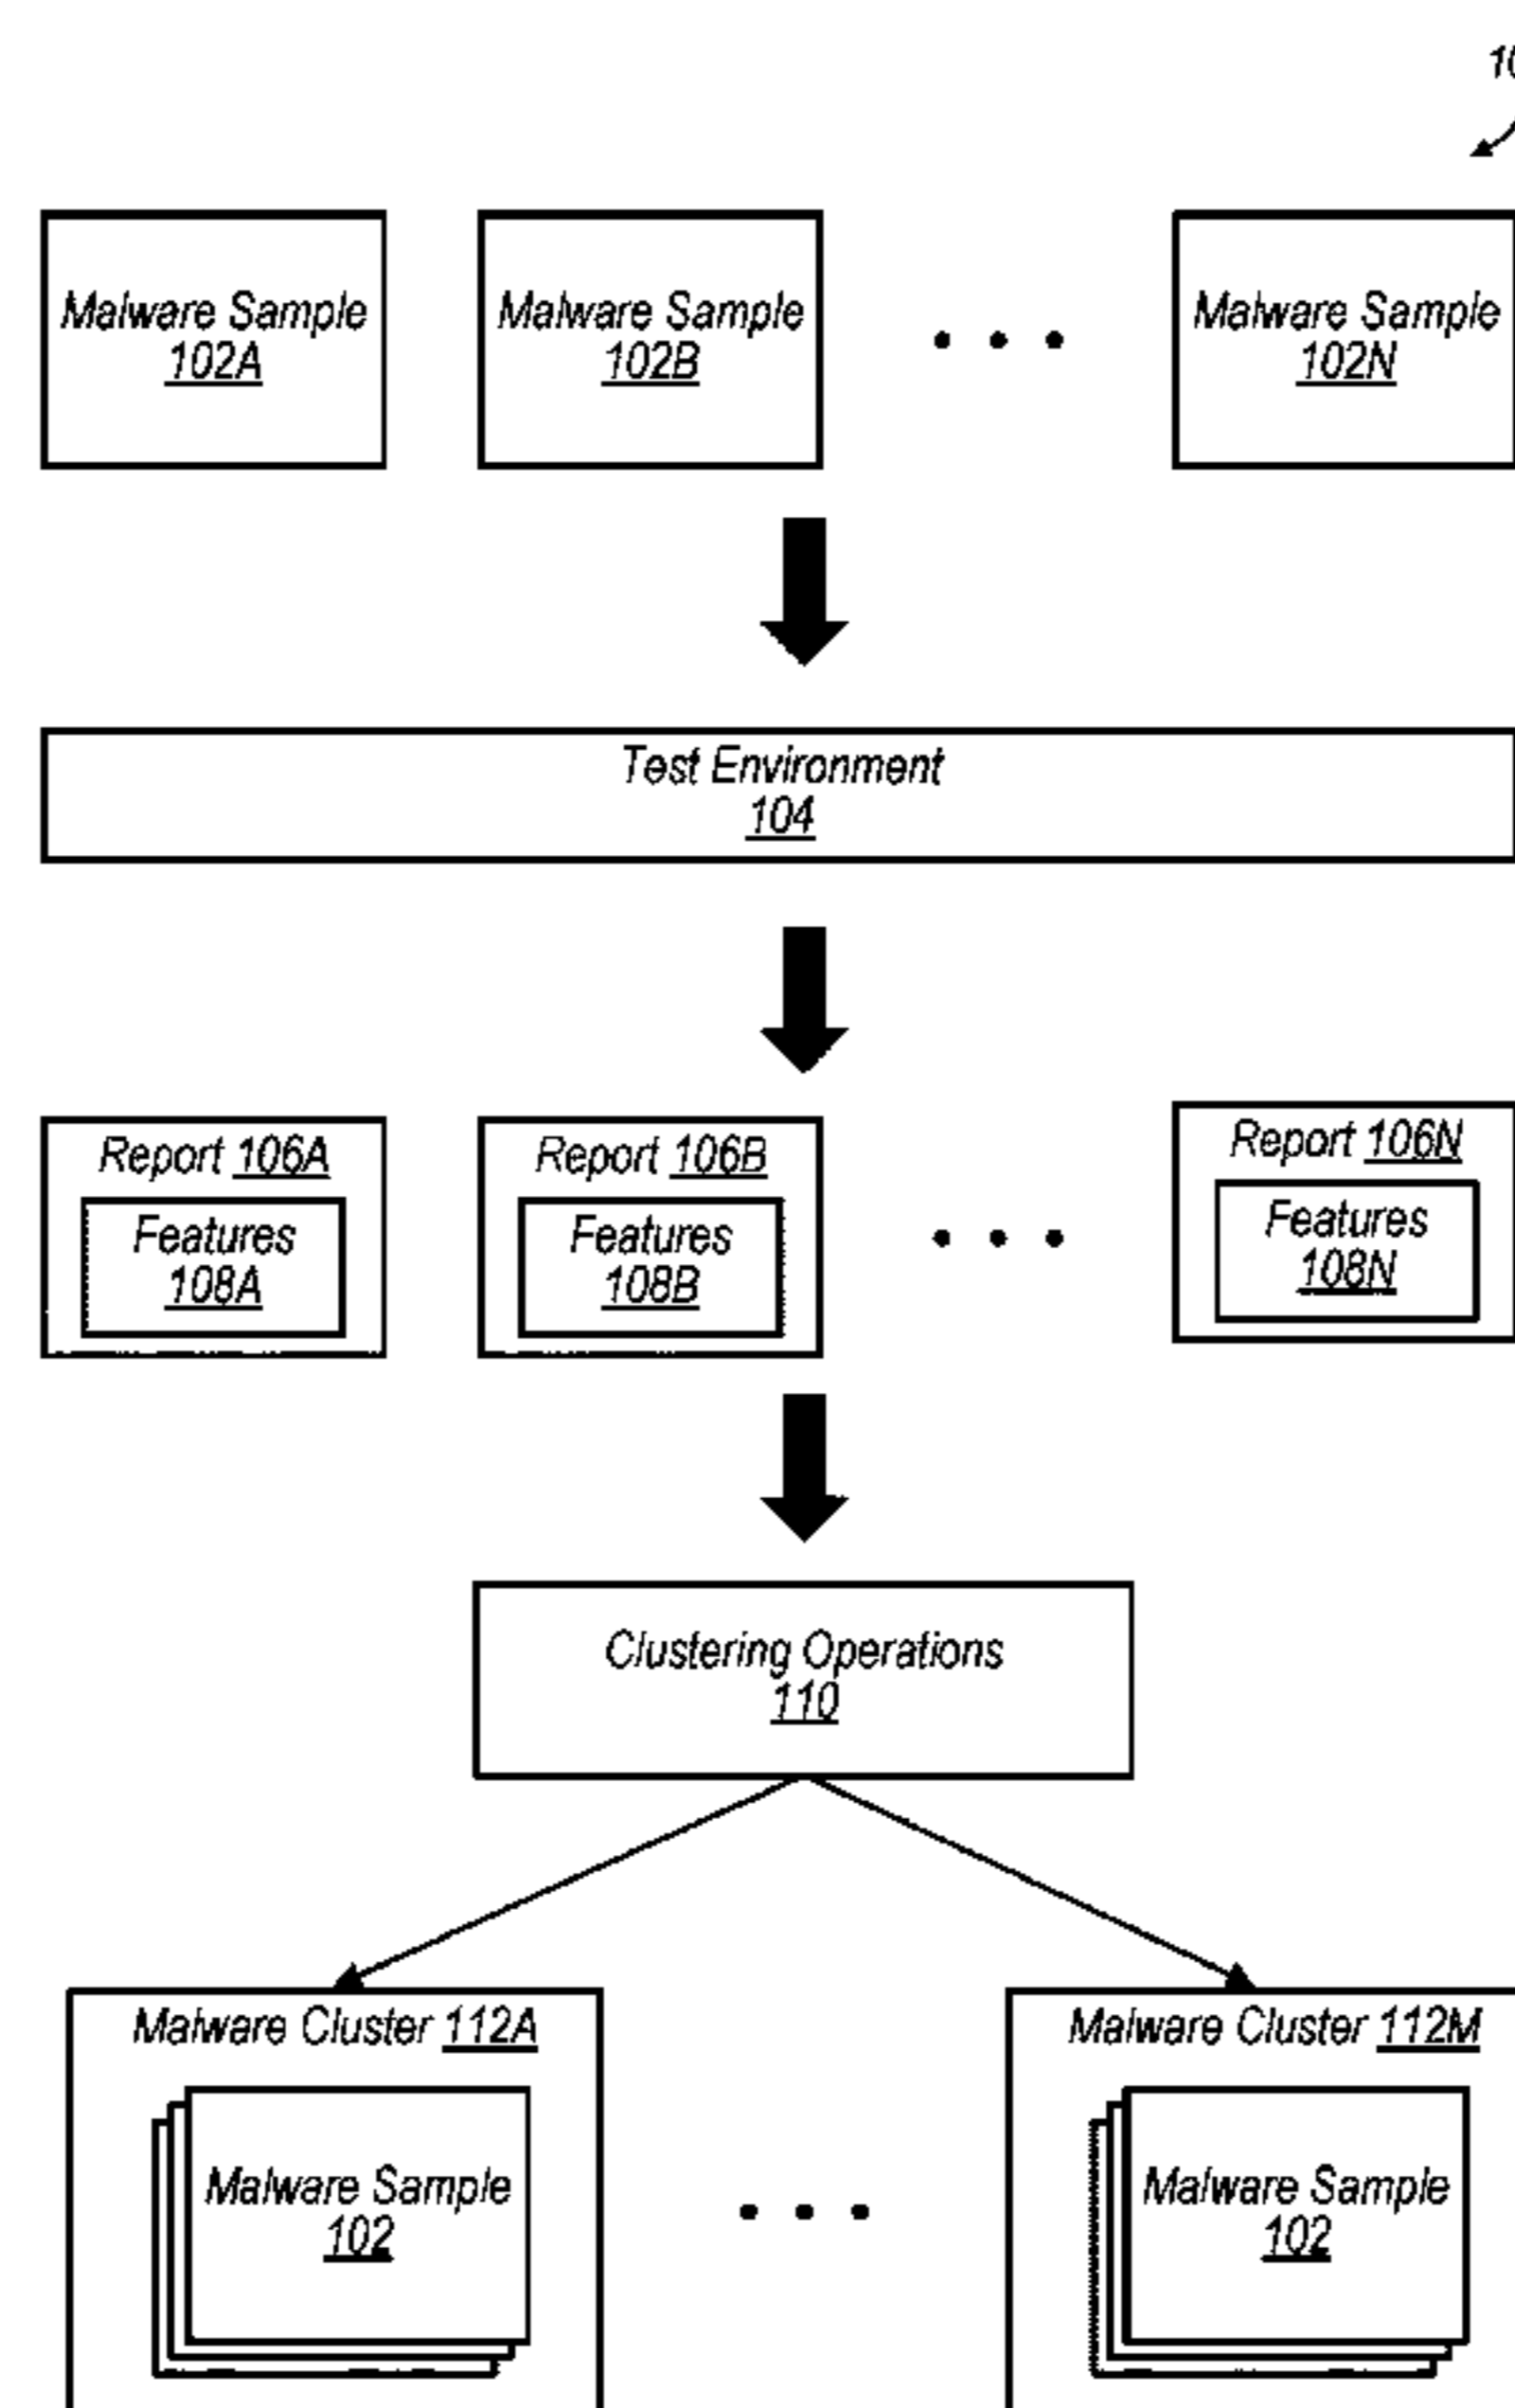 Malware Sample
102A
Malware Sample
102B
Malware Sample
102N
Test Environment
104
Report 106A
Features
108A
Report 106B
Features
108B
Report 106N
Features
108N
Clustering Operations
110
Malware Cluster 112A
Malware Sample
102
Malware Cluster 112M
Malware Sample
102